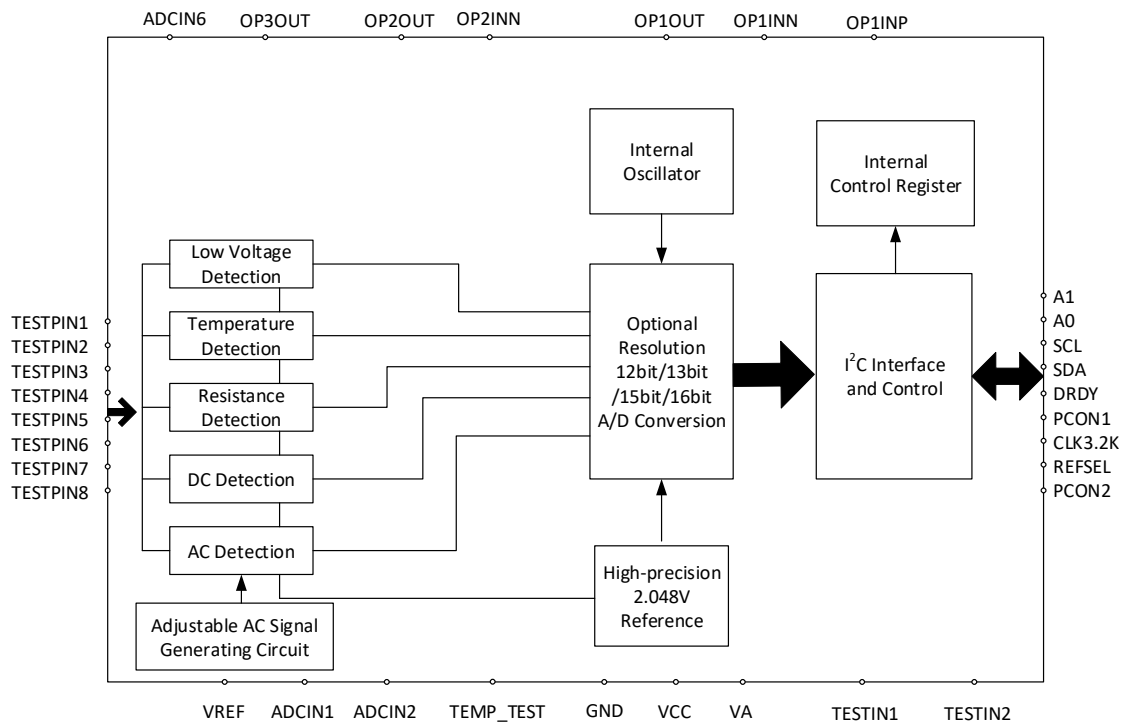 ADCIN6
OP3OUT
OP2OUT
OP2INN
OP1OUT
OP1INN
OP1INP
Internal
Oscillator
Internal
Control Register
Low Voltage
Detection
Temperature
Detection
Resistance
Detection
DC Detection
AC Detection
Adjustable AC Signal
Generating Circuit
Optional
Resolution
12bit/13bit
/15bit/16bit
A/D Conversion
High-precision
2.048V
Reference
I²C Interface
and Control
TESTPIN1
TESTPIN2
TESTPIN3
TESTPIN4
TESTPIN5
TESTPIN6
TESTPIN7
TESTPIN8
A1
A0
SCL
SDA
DRDY
PCON1
CLK3.2K
REFSEL
PCON2
VREF
ADCIN1
ADCIN2
TEMP_TEST
GND
VCC
VA
TESTIN1
TESTIN2